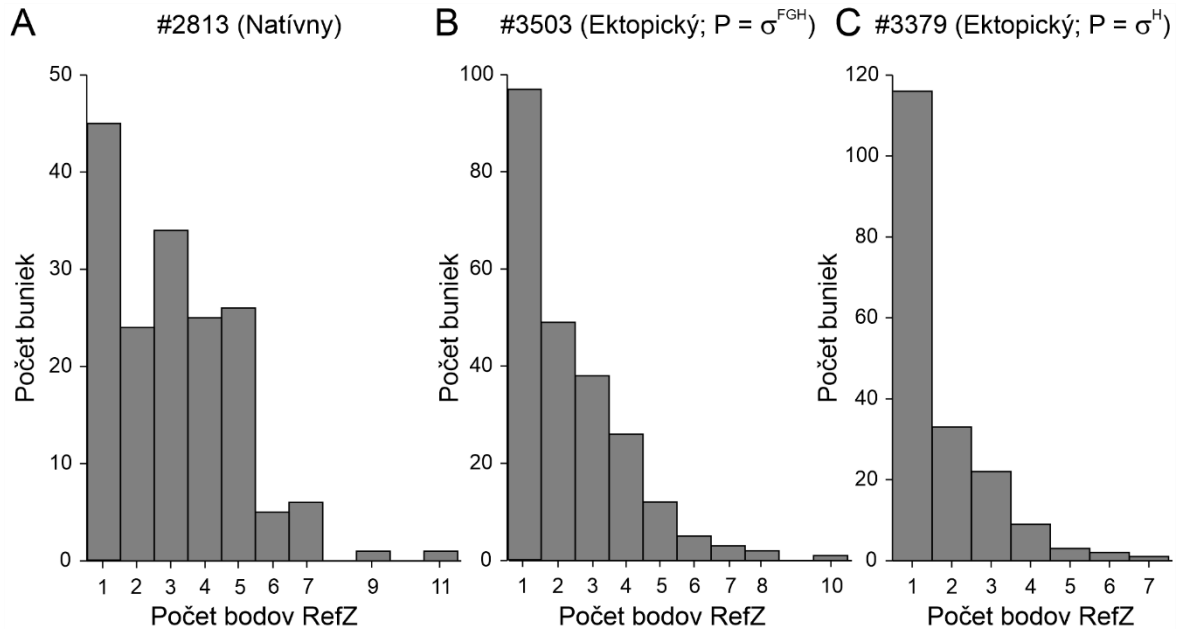 A #2813 (Natívny)
50
40
30
20
10
0
Počet buniek
1 2 3 4 5 6 7 9 11
Počet bodov RefZ
B #3503 (Ektopický; P = σ^FGH)
100
80
60
40
20
0
Počet buniek
1 2 3 4 5 6 7 8 10
Počet bodov RefZ
C #3379 (Ektopický; P = σ^H)
120
100
80
60
40
20
0
Počet buniek
1 2 3 4 5 6 7
Počet bodov RefZ